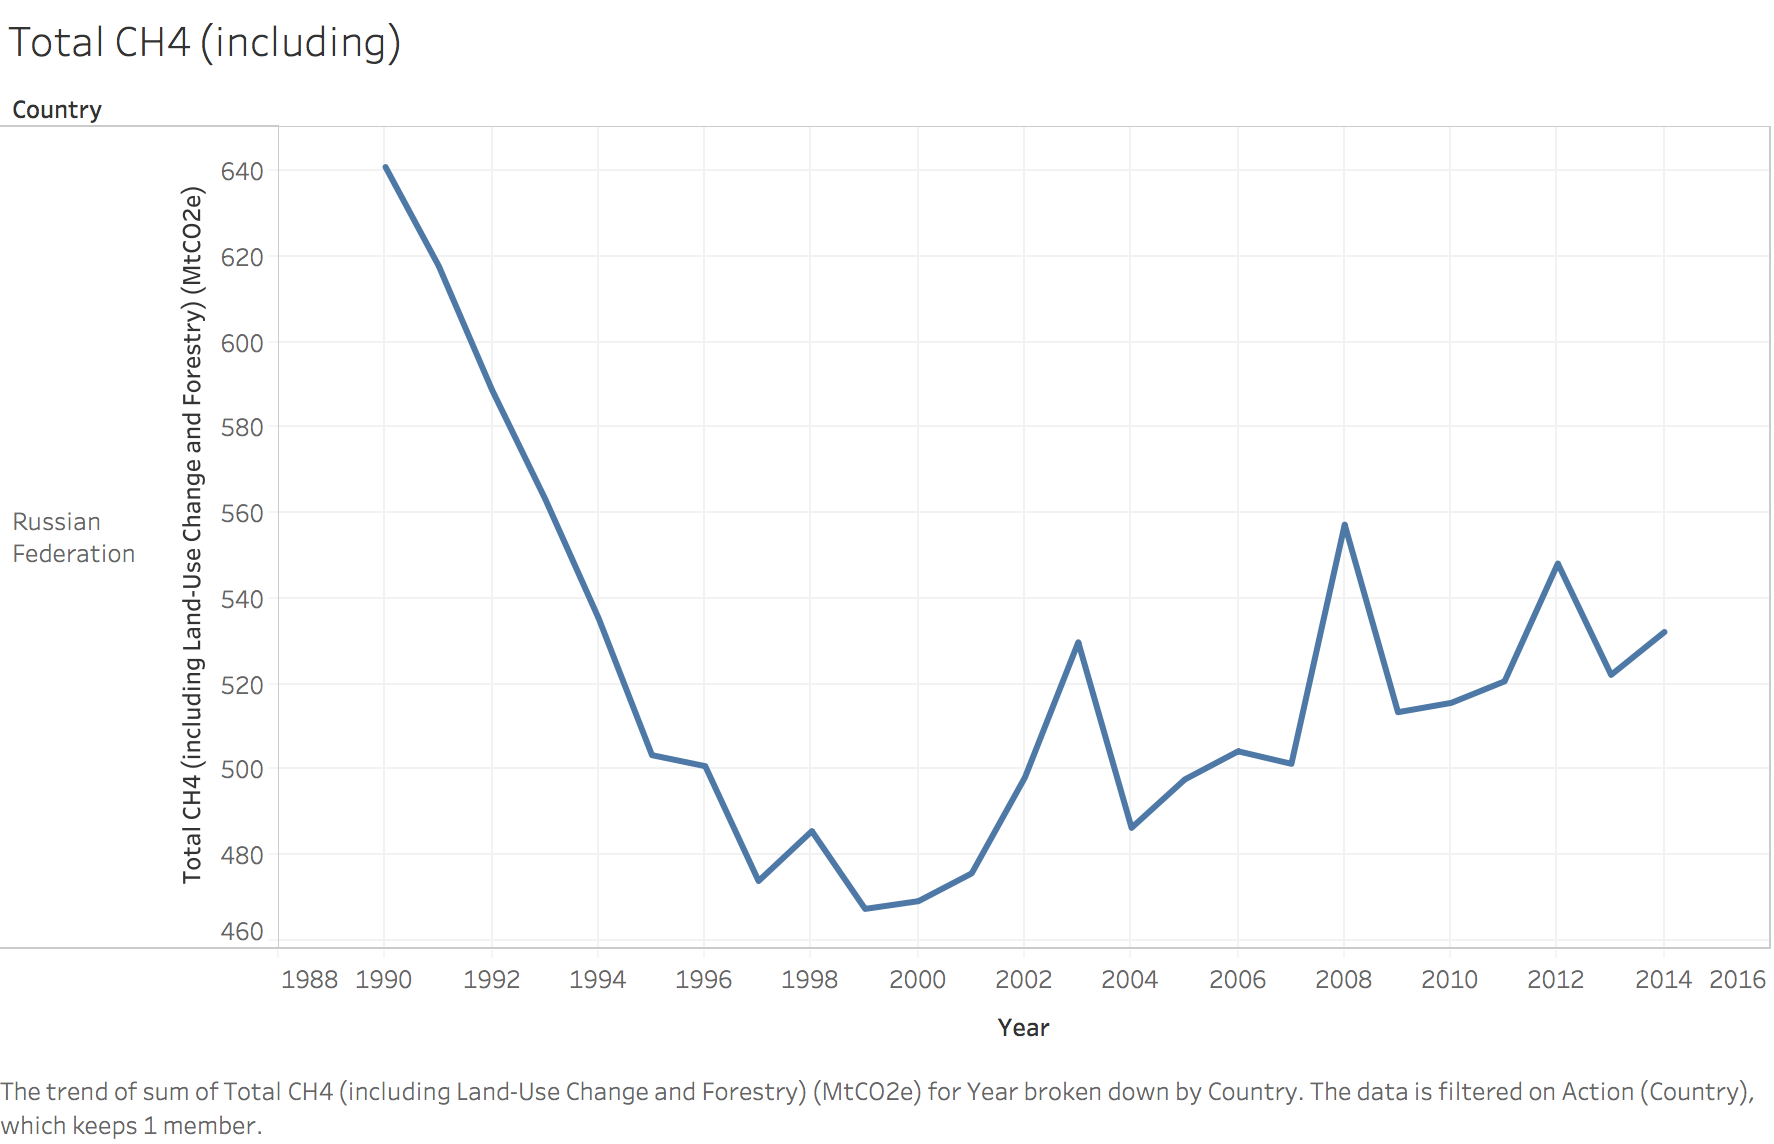 Total CH4 (including)
Country
Russian
Federation
Total CH4 (including Land-Use Change and Forestry) (MtCO2e)
640
620
600
580
560
540
520
500
480
460
1988 1990 1992 1994 1996 1998 2000 2002 2004 2006 2008 2010 2012 2014 2016
Year
The trend of sum of Total CH4 (including Land-Use Change and Forestry) (MtCO2e) for Year broken down by Country. The data is filtered on Action (Country),
which keeps 1 member.